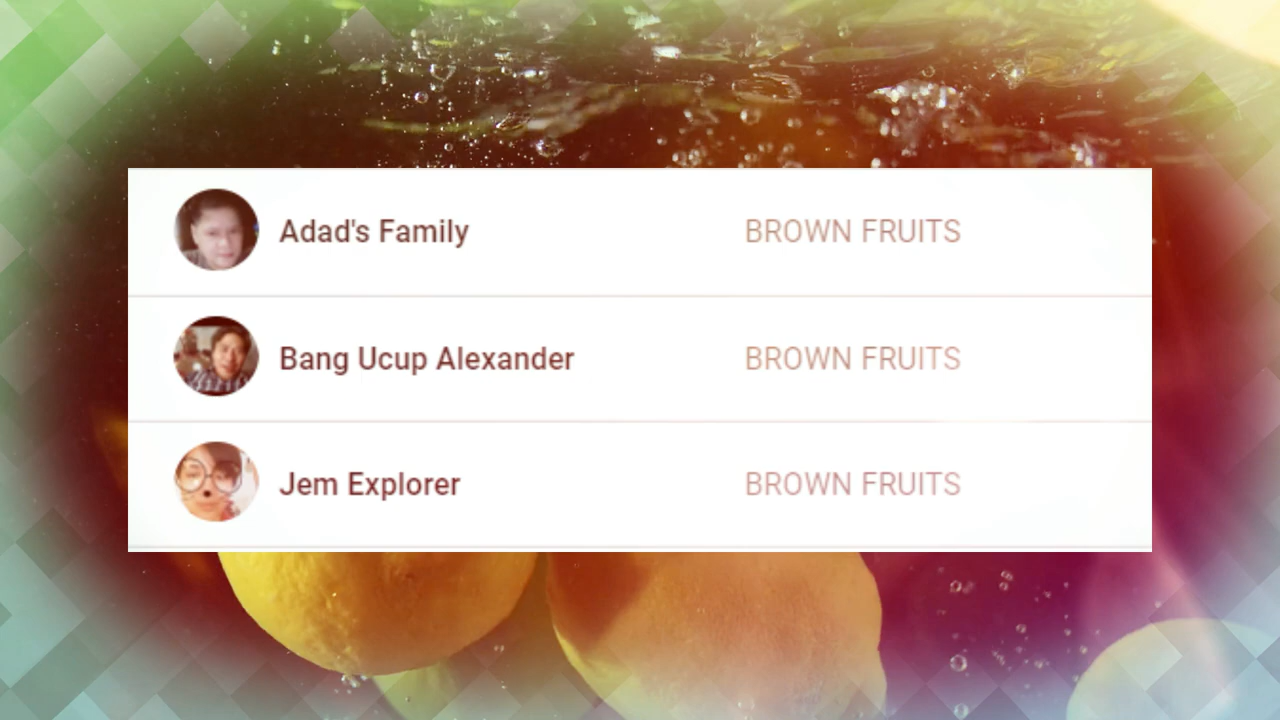 Adad's Family BROWN FRUITS
Bang Ucup Alexander BROWN FRUITS
Jem Explorer BROWN FRUITS